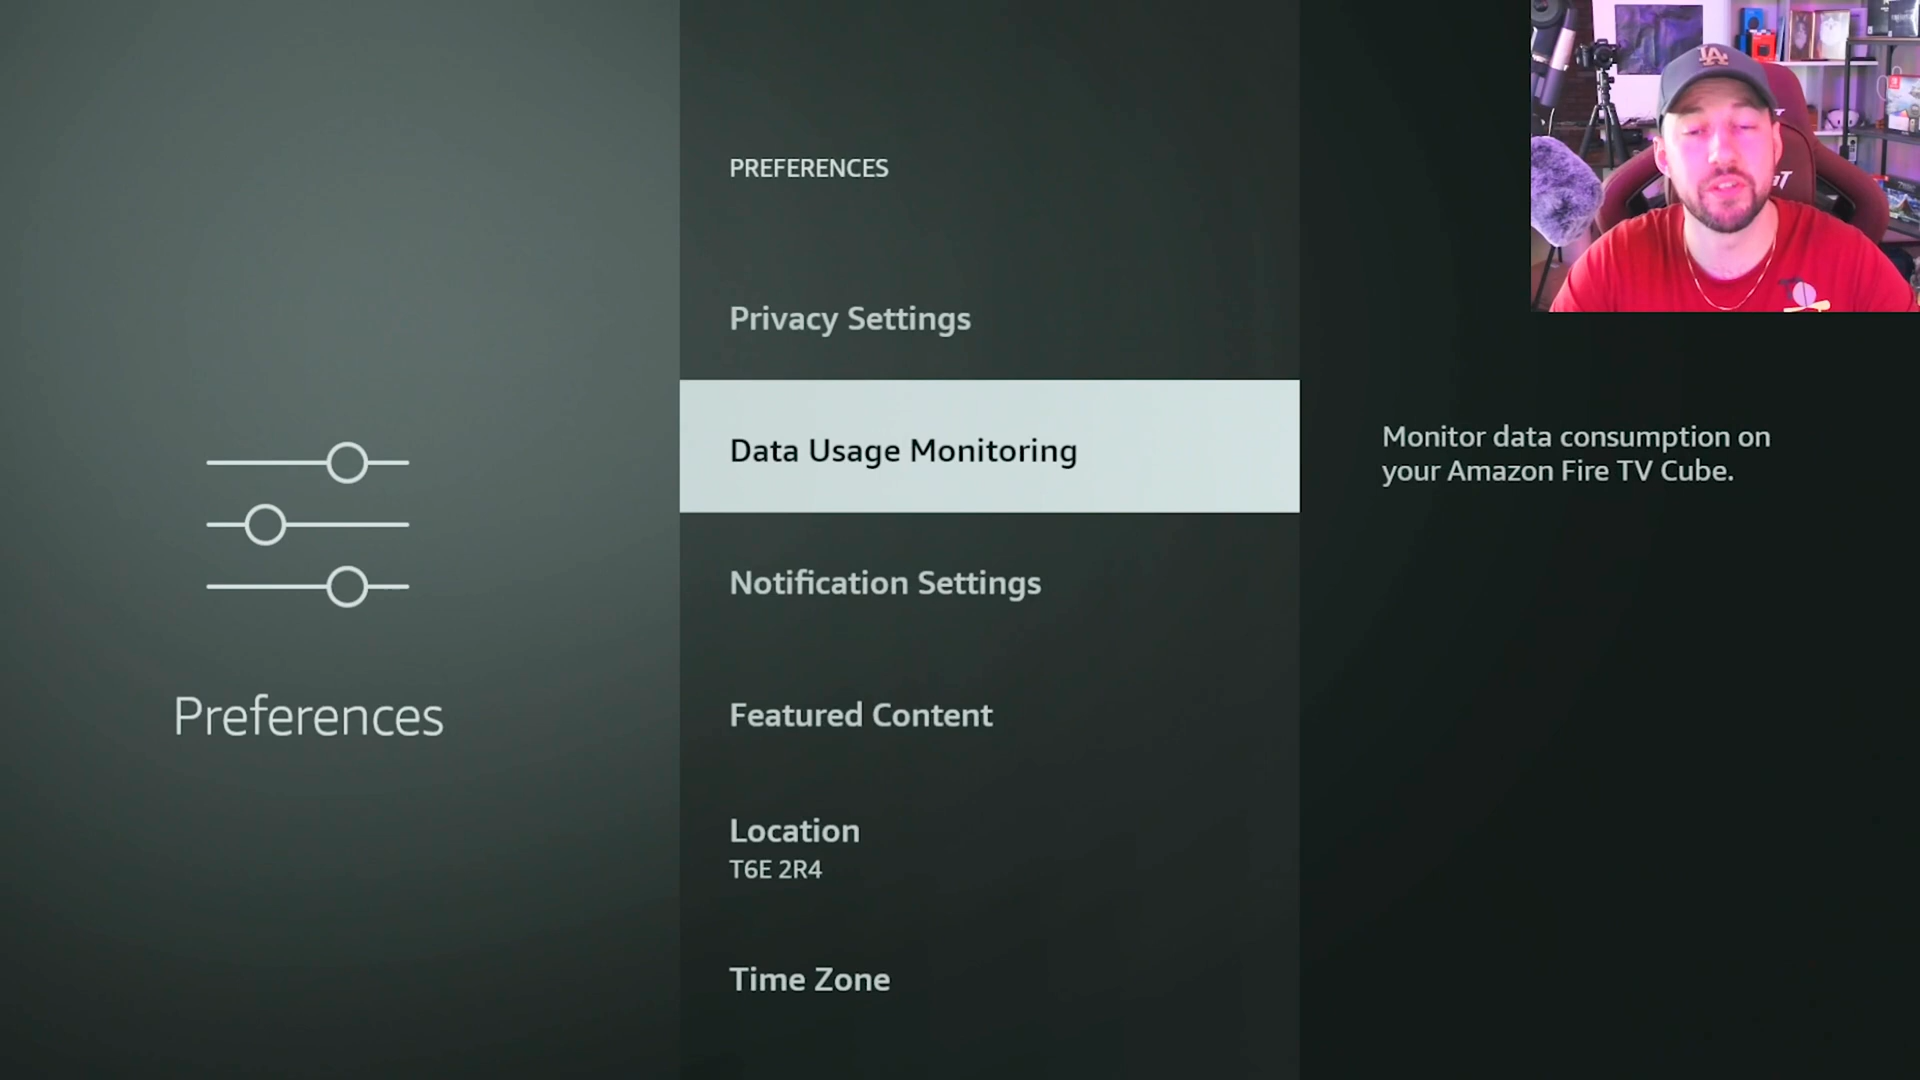 PREFERENCES
Privacy Settings
Data Usage Monitoring
Notification Settings
Featured Content
Location
T6E 2R4
Time Zone
Preferences
Monitor data consumption on
your Amazon Fire TV Cube.
LA